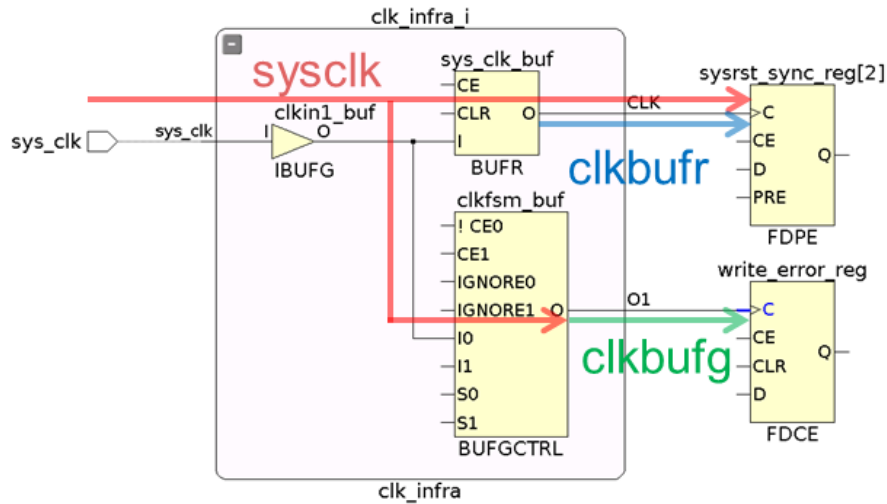 clk_infra_i
sysclk
sys_clk_buf
CE
CLR
I
O
BUFR
sys_clk
sys_clk
clkin1_buf
I
O
IBUFG
CLK
clkbufr
sysrst_sync_reg[2]
C
CE
D
PRE
Q
FDPE
clkfsm_buf
! CE0
CE1
IGNORE0
IGNORE1
I0
I1
S0
S1
O
BUFGCTRL
O1
clkbufg
write_error_reg
C
CE
CLR
D
Q
FDCE
clk_infra